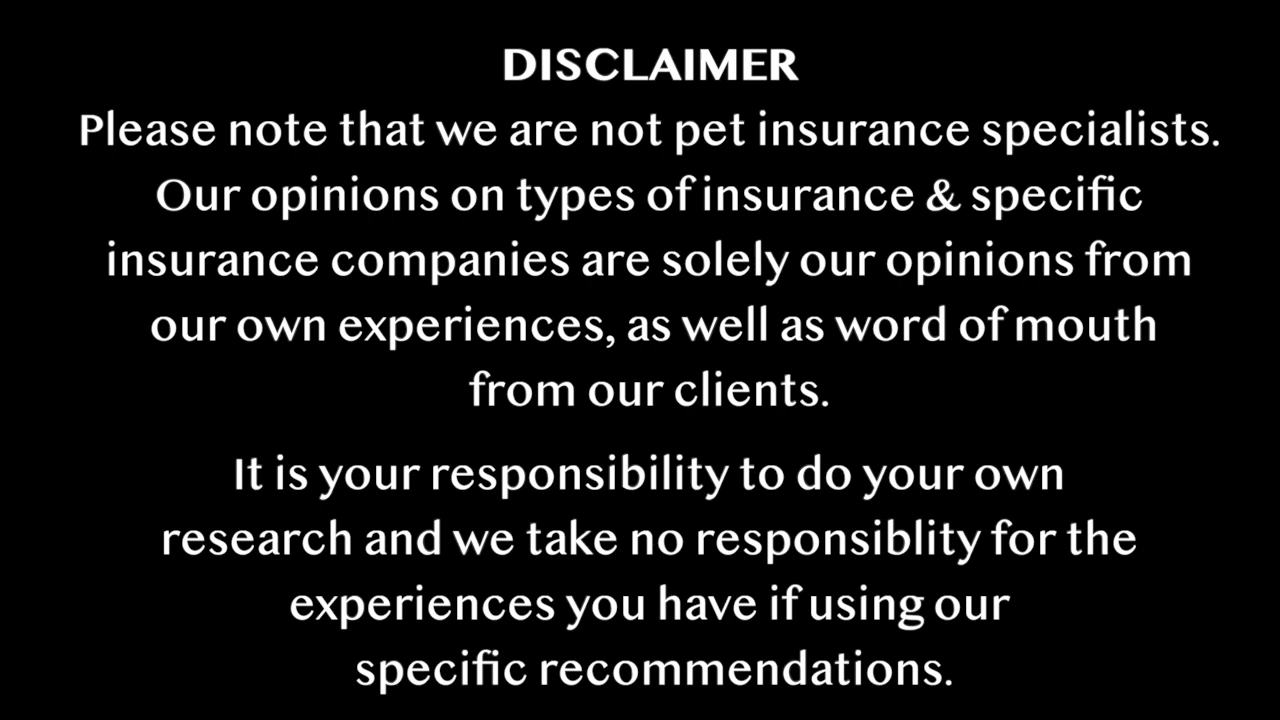 DISCLAIMER
Please note that we are not pet insurance specialists.
Our opinions on types of insurance & specific
insurance companies are solely our opinions from
our own experiences, as well as word of mouth
from our clients.
It is your responsibility to do your own
research and we take no responsiblity for the
experiences you have if using our
specific recommendations.